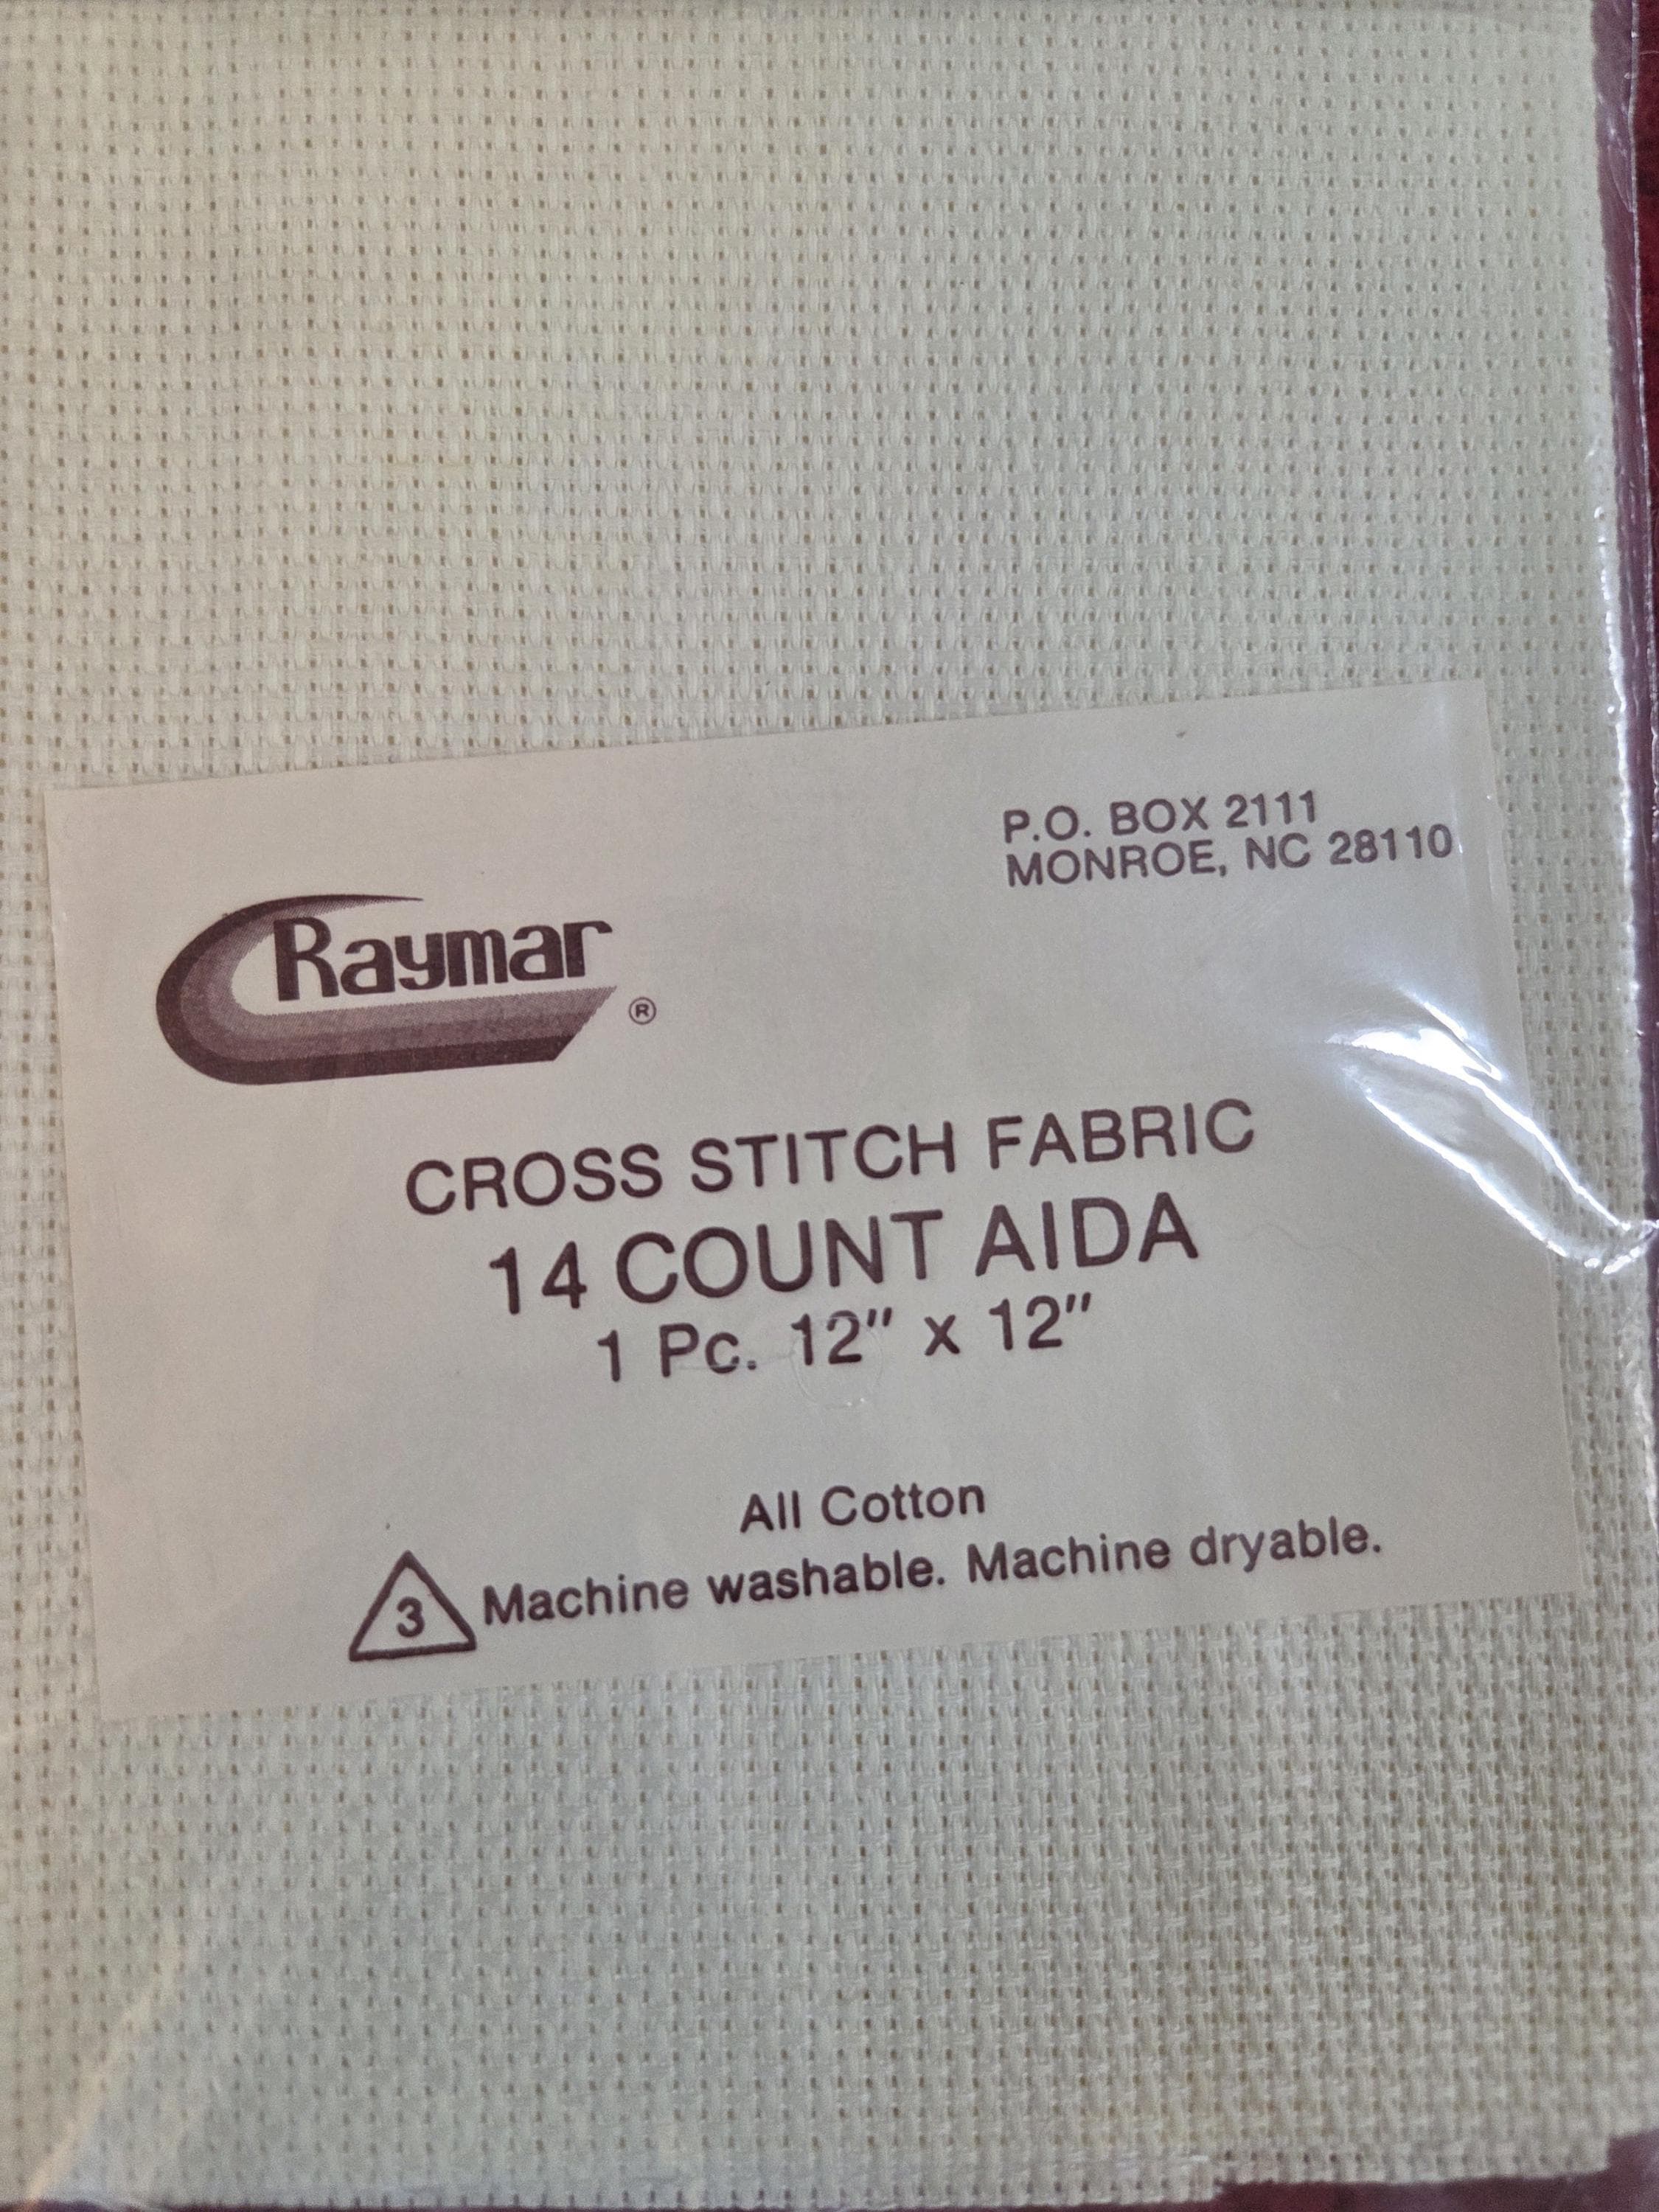 P.O. BOX 2111
MONROE, NC 28110
Raymar
®
CROSS STITCH FABRIC
14 COUNT AIDA
1 Pc. 12" x 12"
All Cotton
3 Machine washable. Machine dryable.